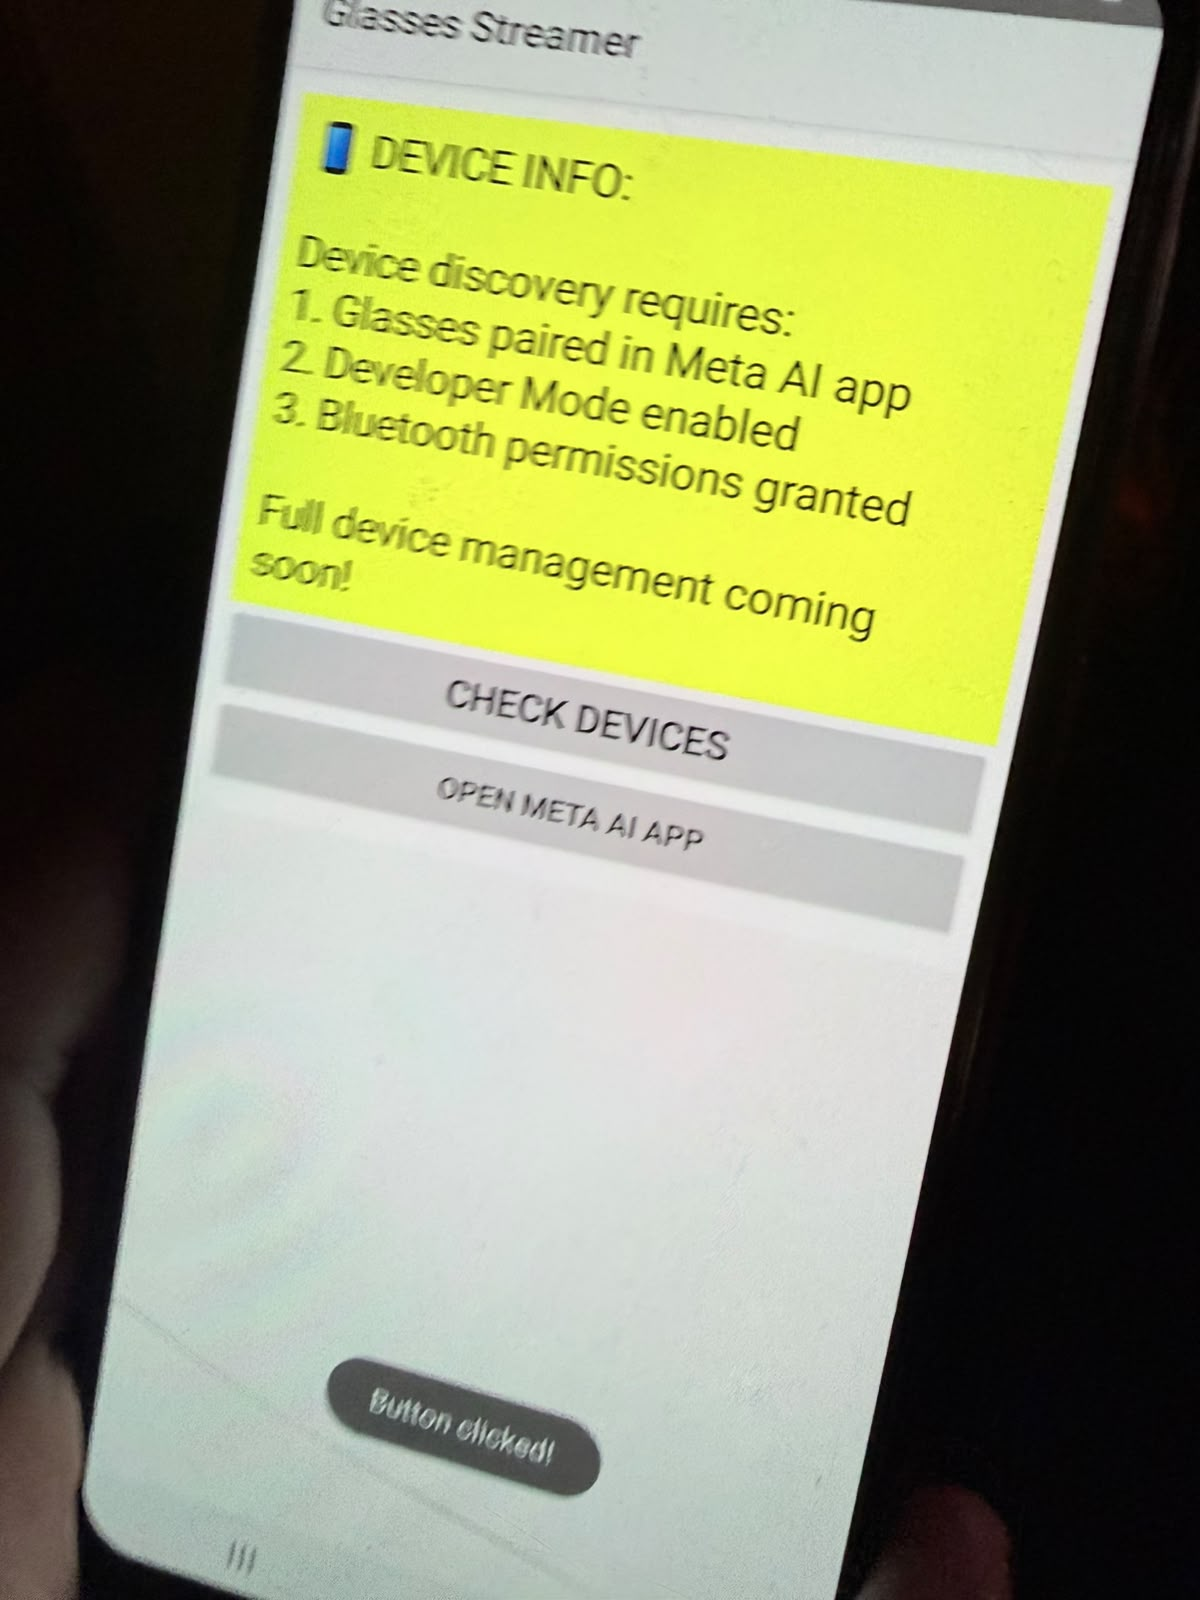 Glasses Streamer
DEVICE INFO:
Device discovery requires:
1. Glasses paired in Meta AI app
2. Developer Mode enabled
3. Bluetooth permissions granted
Full device management coming
soon!
CHECK DEVICES
OPEN META AI APP
Button clicked!